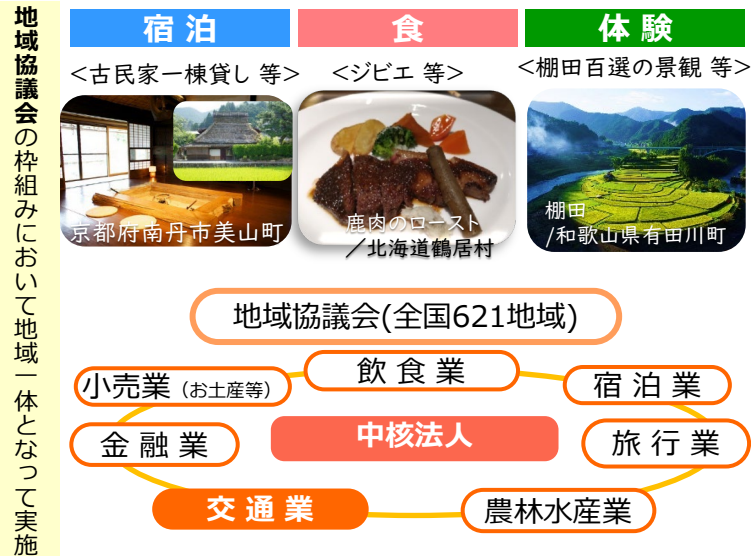 地域協議会の枠組みにおいて地域一体となって実施
宿 泊
食
体 験
<古民家一棟貸し 等>
<ジビエ 等>
<棚田百選の景観 等>
京都府南丹市美山町
鹿肉のロースト
／北海道鶴居村
棚田
/和歌山県有田川町
地域協議会(全国621地域)
飲 食 業
小売業（お土産等）
宿 泊 業
金 融 業
中核法人
旅 行 業
交 通 業
農林水産業